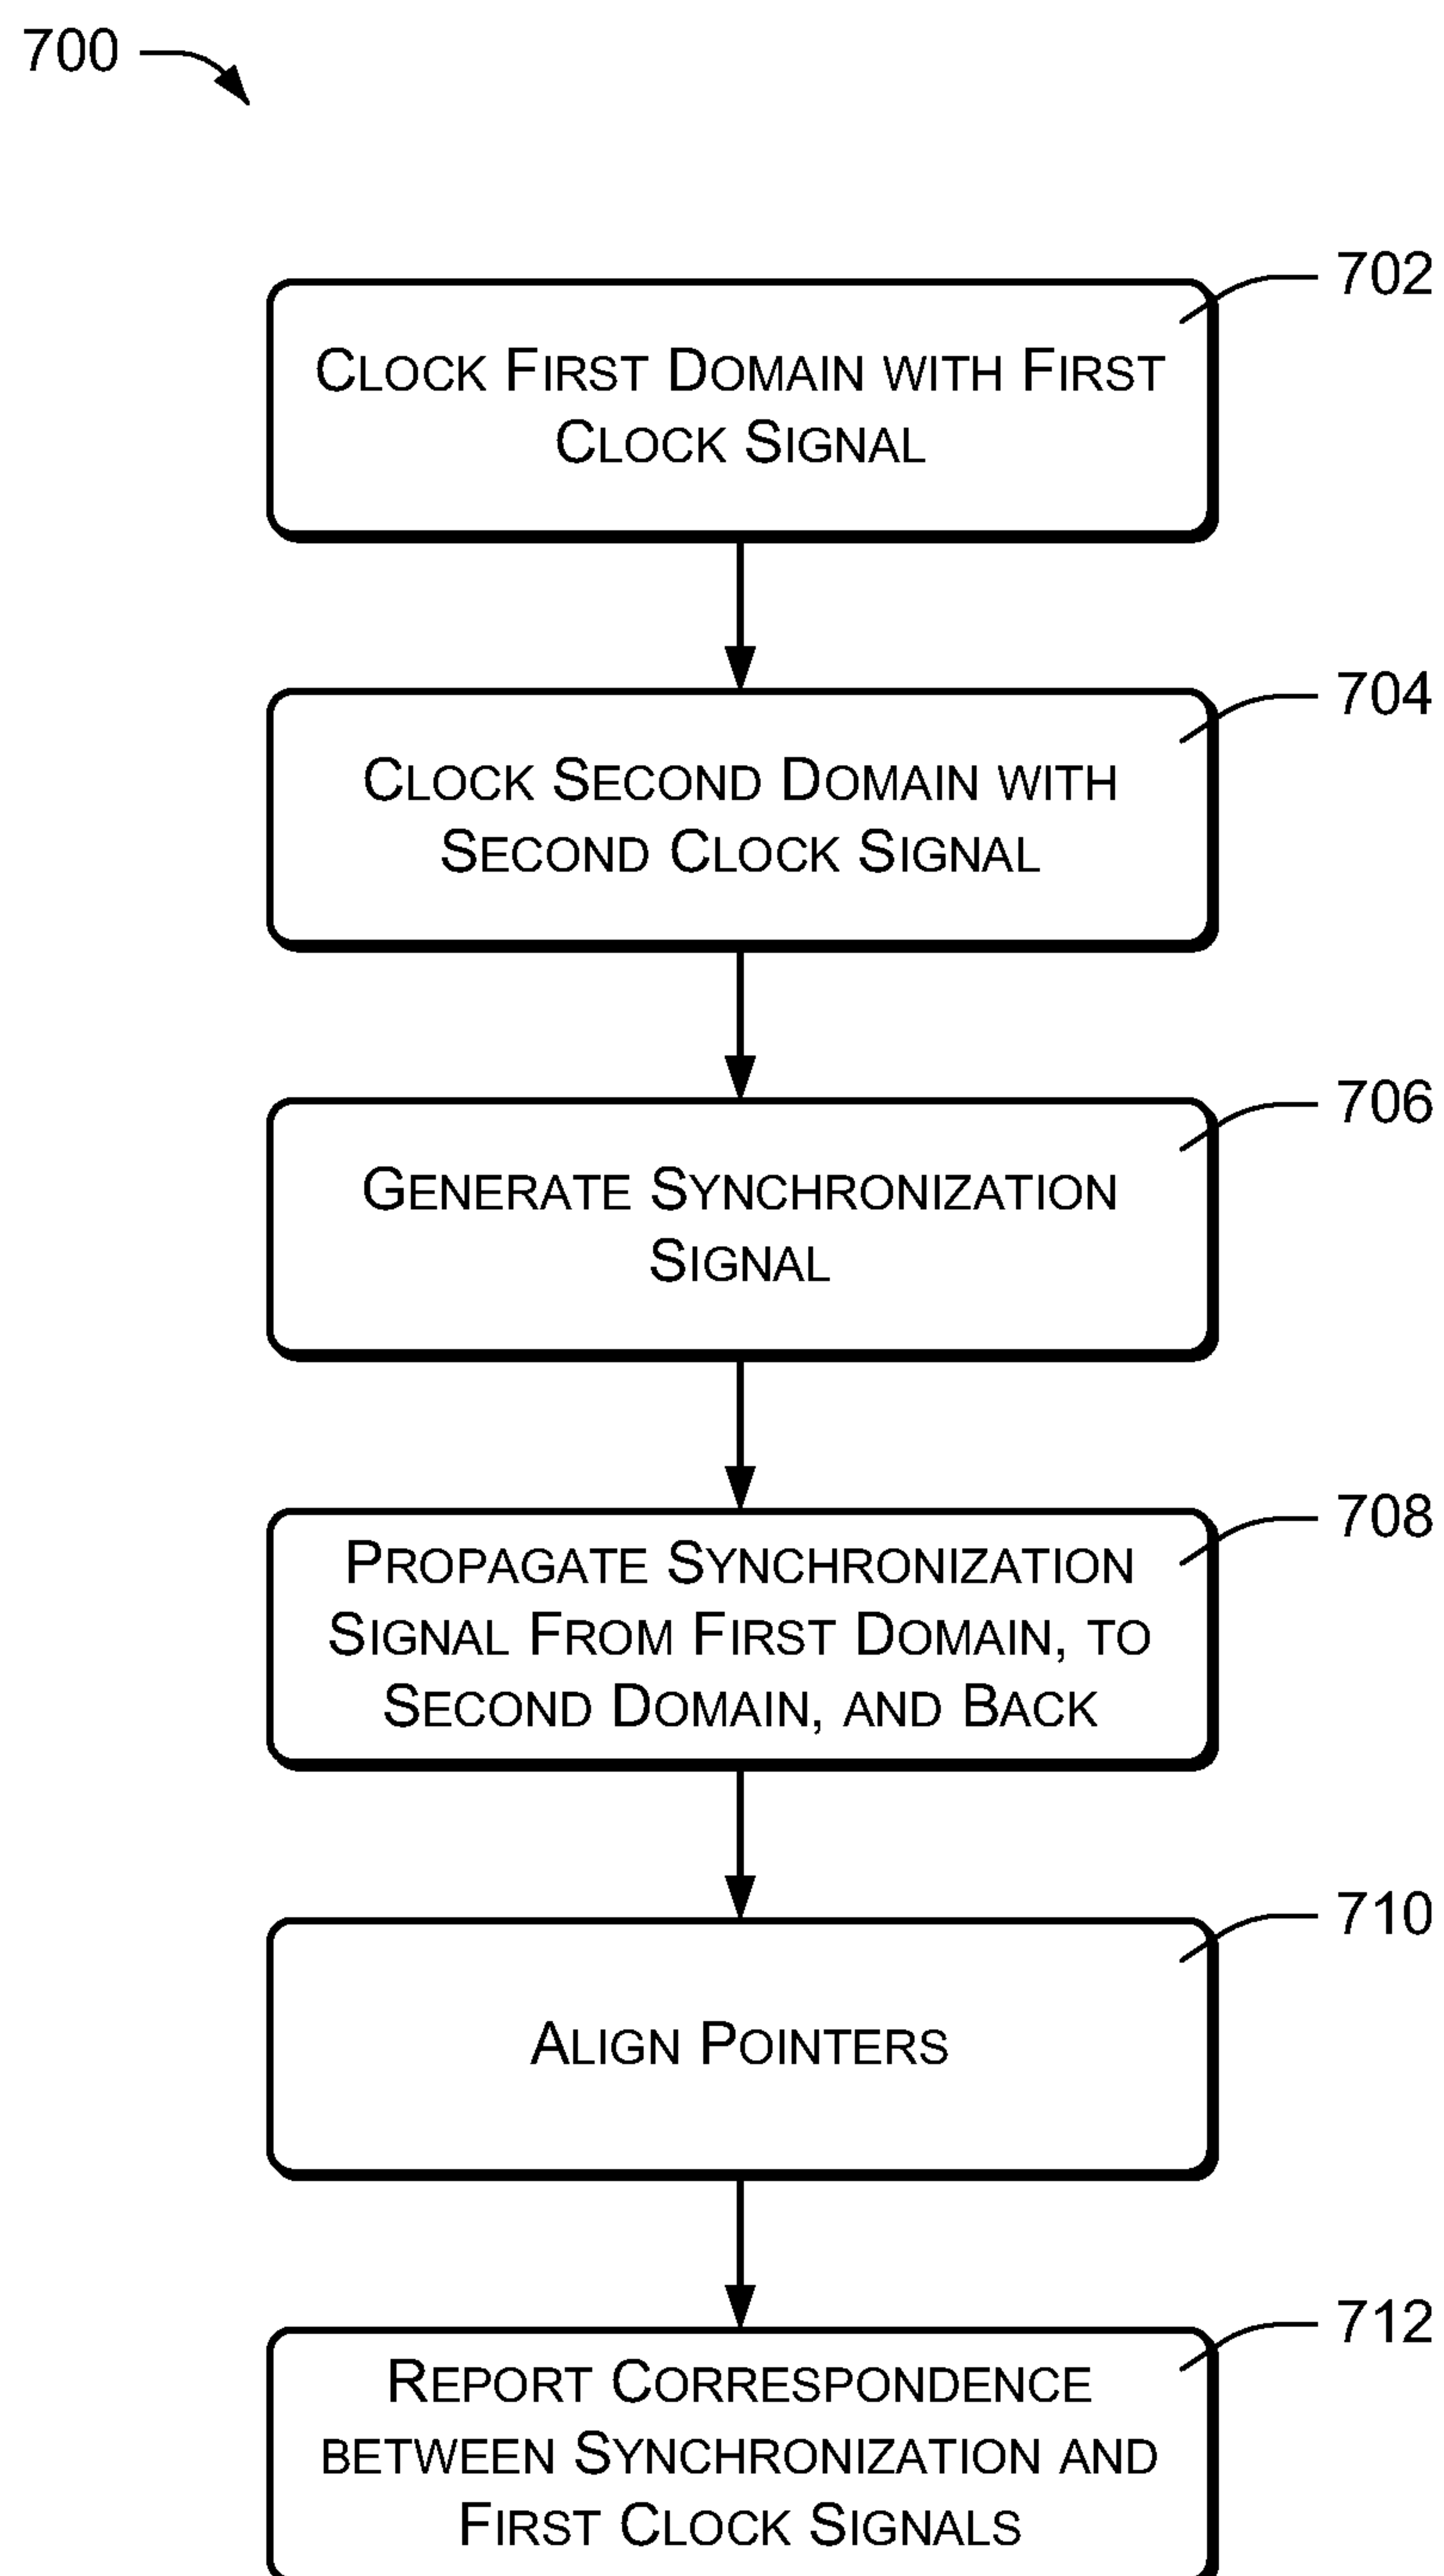 700
702
CLOCK FIRST DOMAIN WITH FIRST
CLOCK SIGNAL
704
CLOCK SECOND DOMAIN WITH
SECOND CLOCK SIGNAL
706
GENERATE SYNCHRONIZATION
SIGNAL
708
PROPAGATE SYNCHRONIZATION
SIGNAL FROM FIRST DOMAIN, TO
SECOND DOMAIN, AND BACK
710
ALIGN POINTERS
712
REPORT CORRESPONDENCE
BETWEEN SYNCHRONIZATION AND
FIRST CLOCK SIGNALS